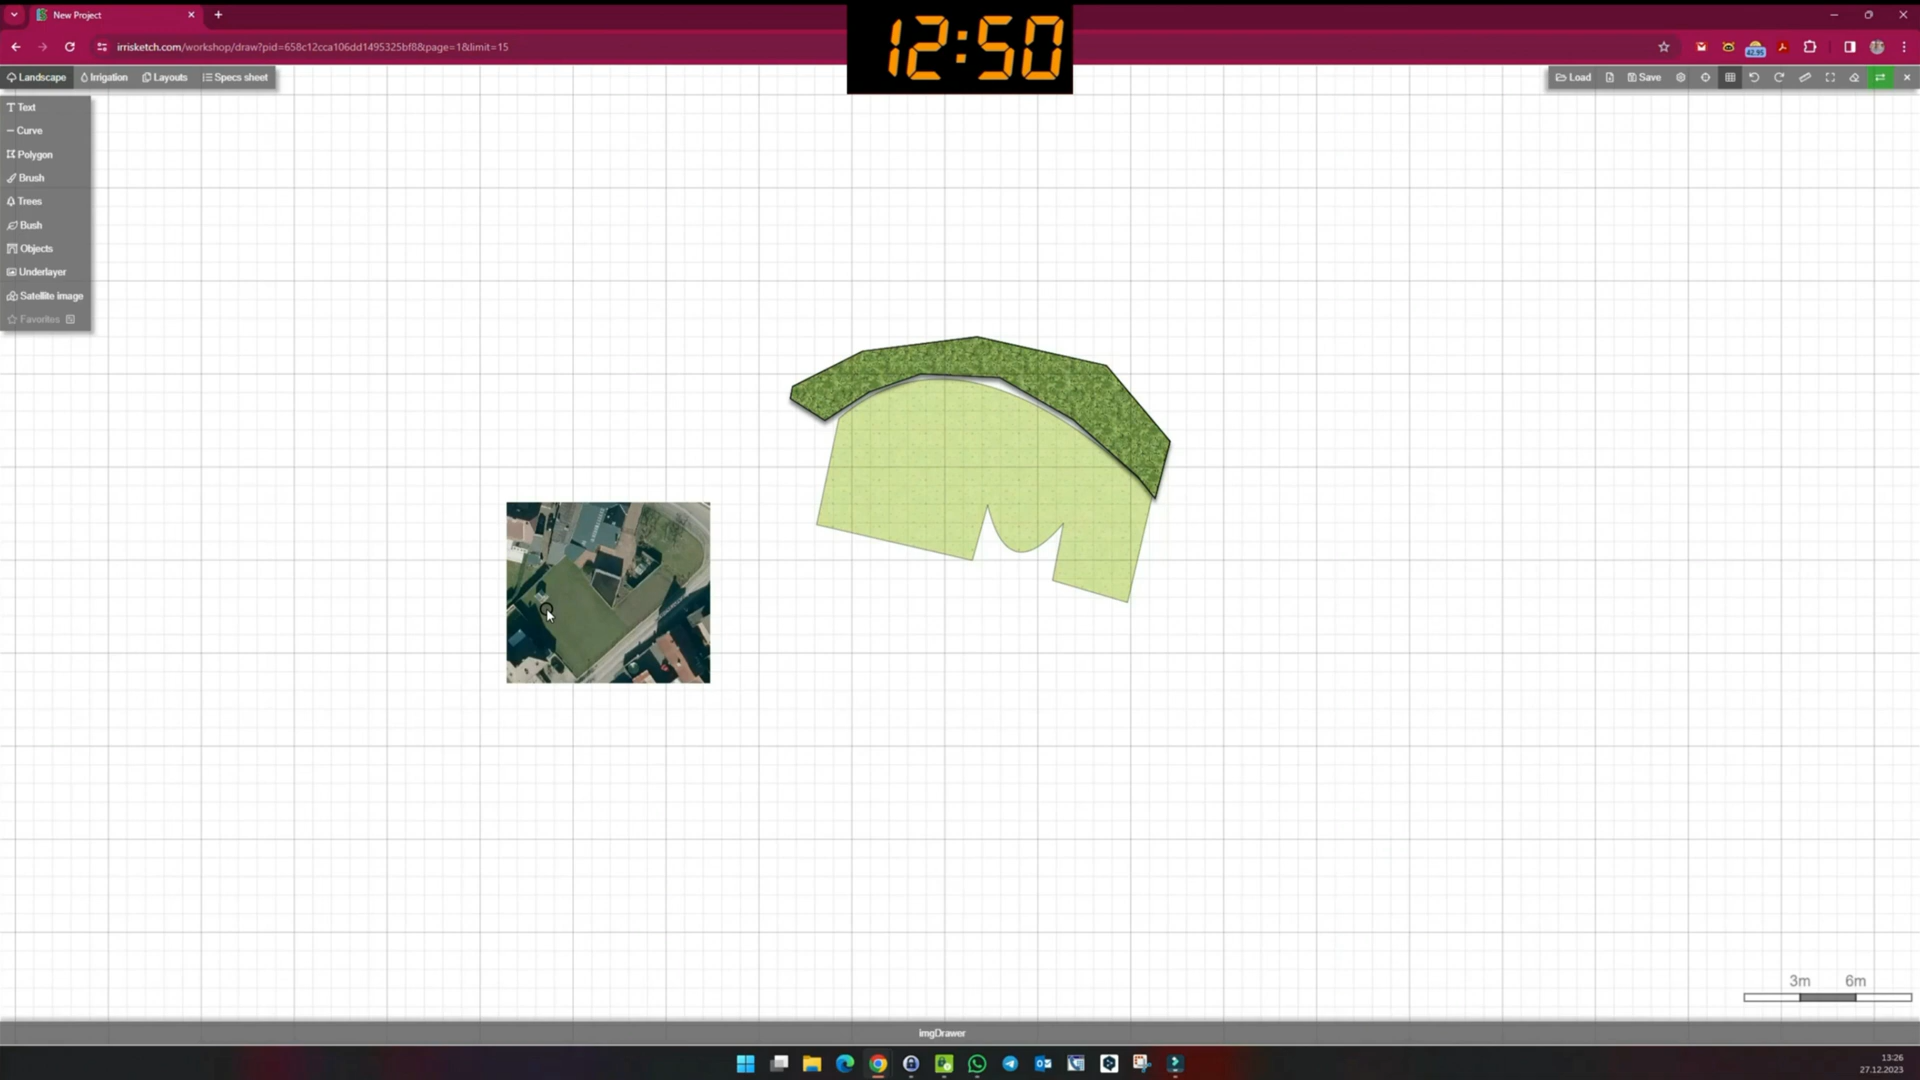 New Project
irrisketch.com/workshop/draw?pid=658c12cca106dd1495325bf8&page=1&limit=15
12:50
42.95
Landscape
Irrigation
Layouts
Specs sheet
Load
Save
Text
Curve
Polygon
Brush
Trees
Bush
Objects
Underlayer
Satellite image
Favorites
3m 6m
imgDrawer
13:26
27.12.2023